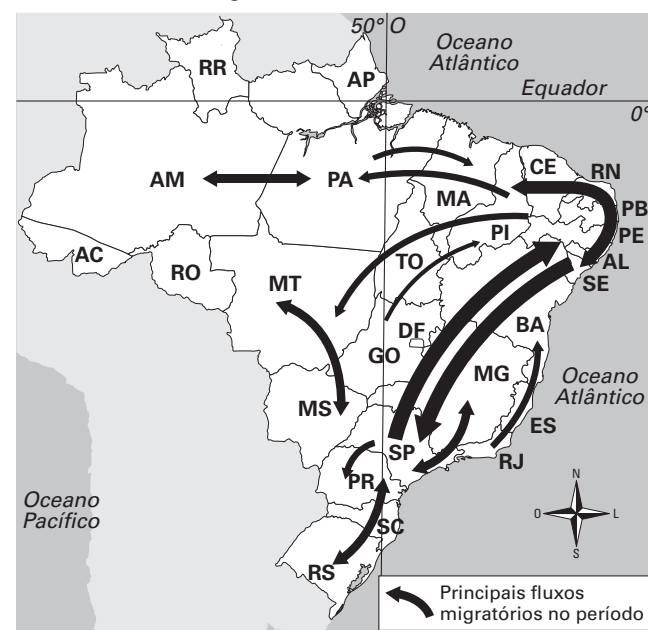 50° O
Oceano
Atlântico
RR
AP
Equador
0°
AM
PA
MA
CE
RN
PB
PE
AL
SE
PI
AC
RO
TO
MT
BA
DF
GO
MG
Oceano
Atlântico
MS
ES
SP
RJ
PR
Oceano
Pacífico
SC
RS
N
O
L
S
Principais fluxos
migratórios no período